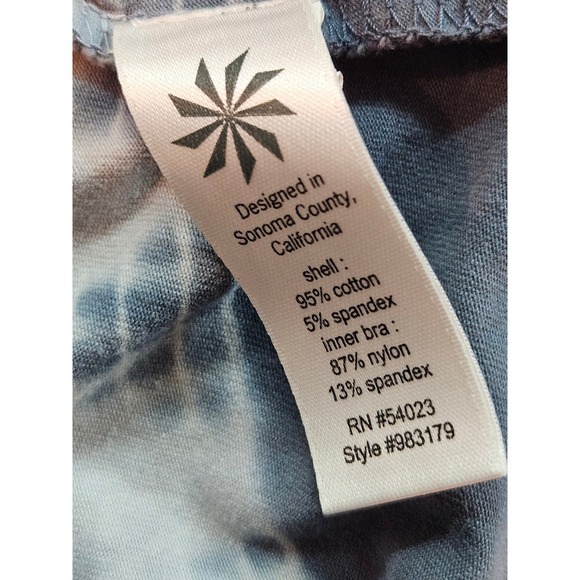 Designed in
Sonoma County,
California
shell :
95% cotton
5% spandex
inner bra :
87% nylon
13% spandex
RN #54023
Style #983179